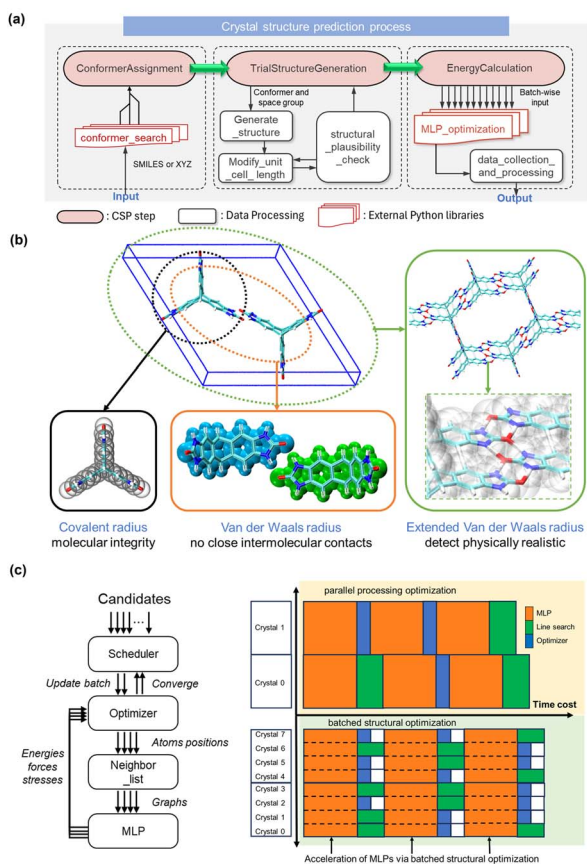 (a)
Crystal structure prediction process
ConformerAssignment
TrialStructureGeneration
EnergyCalculation
conformer_search
SMILES or XYZ
Input
Conformer and
space group
Generate
_structure
Modify_unit
_cell_length
structural
_plausibility
_check
Batch-wise
input
MLP_optimization
data_collection_
and_processing
Output
: CSP step
: Data Processing
: External Python libraries
(b)
Covalent radius
molecular integrity
Van der Waals radius
no close intermolecular contacts
Extended Van der Waals radius
detect physically realistic
(c)
Candidates
...
Scheduler
Update batch
Converge
Optimizer
Energies
forces
stresses
Atoms positions
Neighbor
_list
Graphs
MLP
parallel processing optimization
MLP
Line search
Optimizer
Crystal 1
Crystal 0
Time cost
batched structural optimization
Crystal 7
Crystal 6
Crystal 5
Crystal 4
Crystal 3
Crystal 2
Crystal 1
Crystal 0
Acceleration of MLPs via batched structural optimization